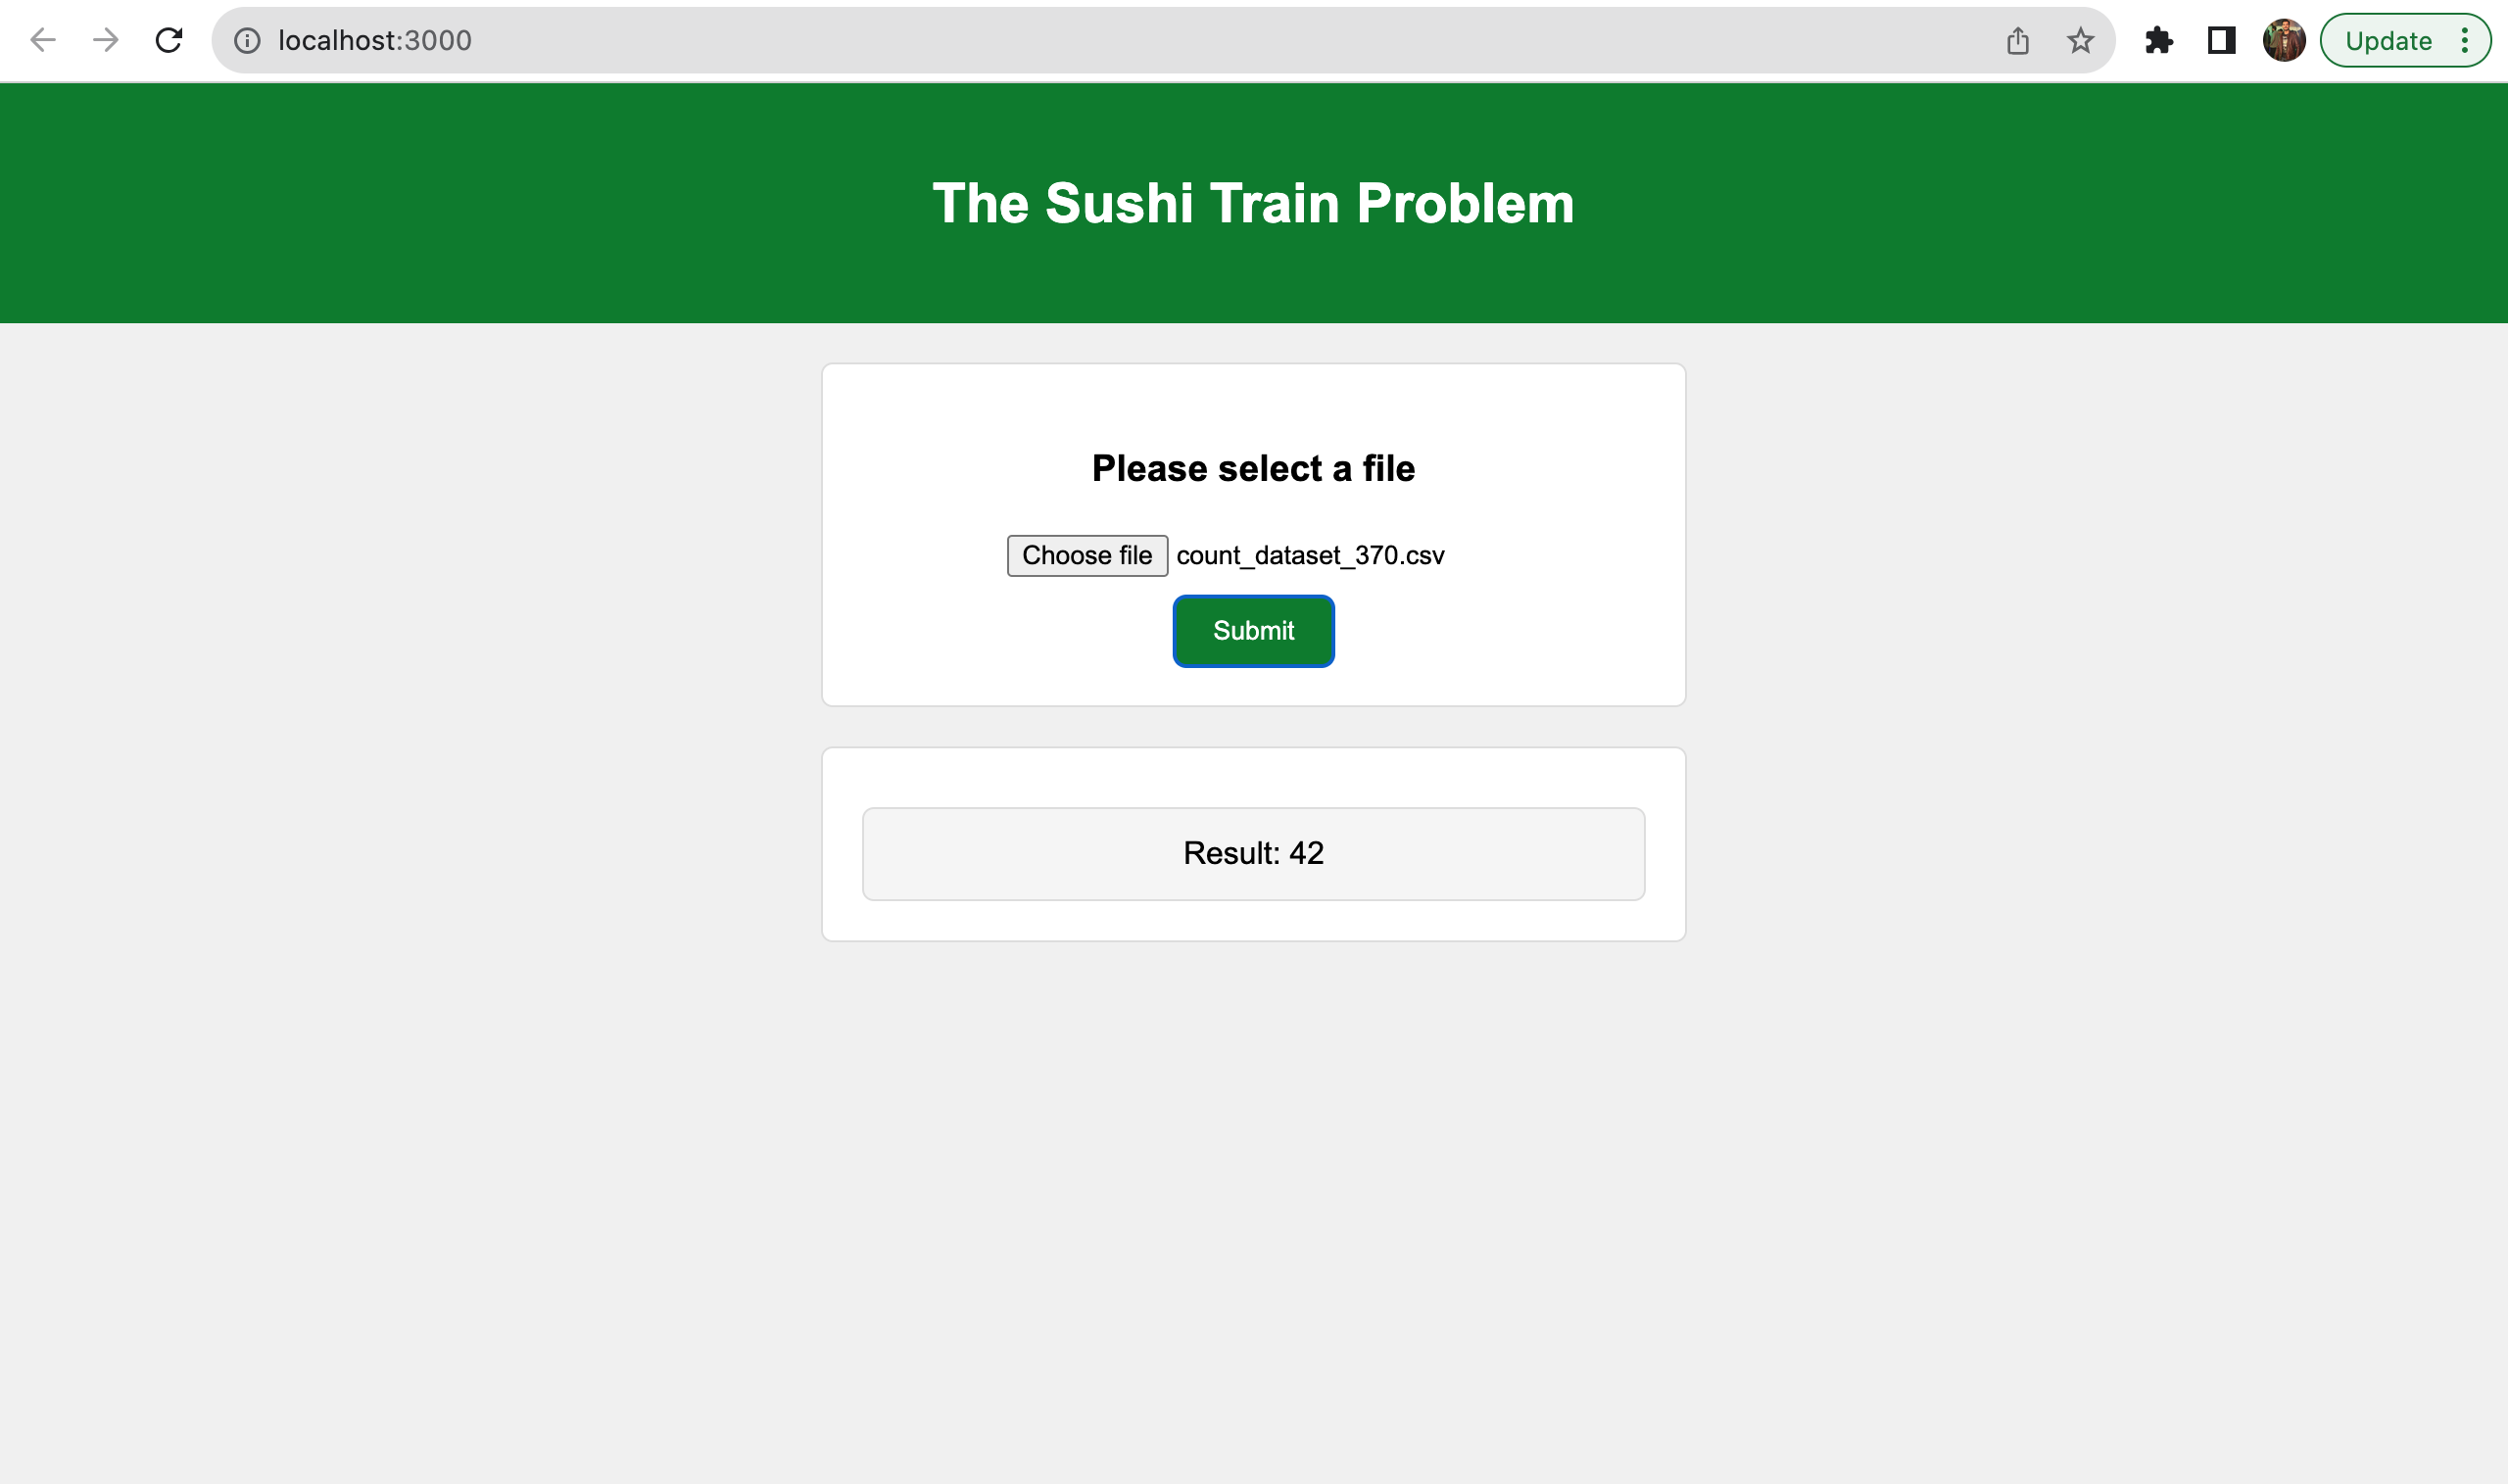 localhost:3000
Update
The Sushi Train Problem
Please select a file
Choose file count_dataset_370.csv
Submit
Result: 42